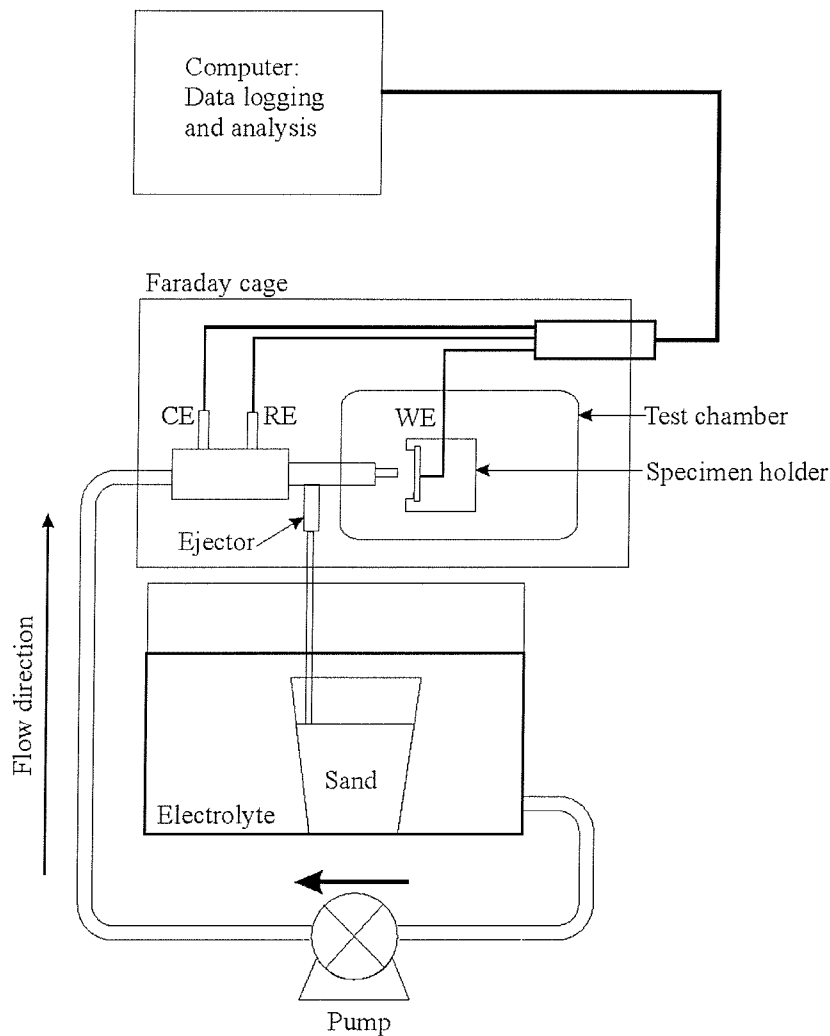 Computer:
Data logging
and analysis
Faraday cage
CE
RE
WE
Test chamber
Specimen holder
Ejector
Flow direction
Sand
Electrolyte
Pump